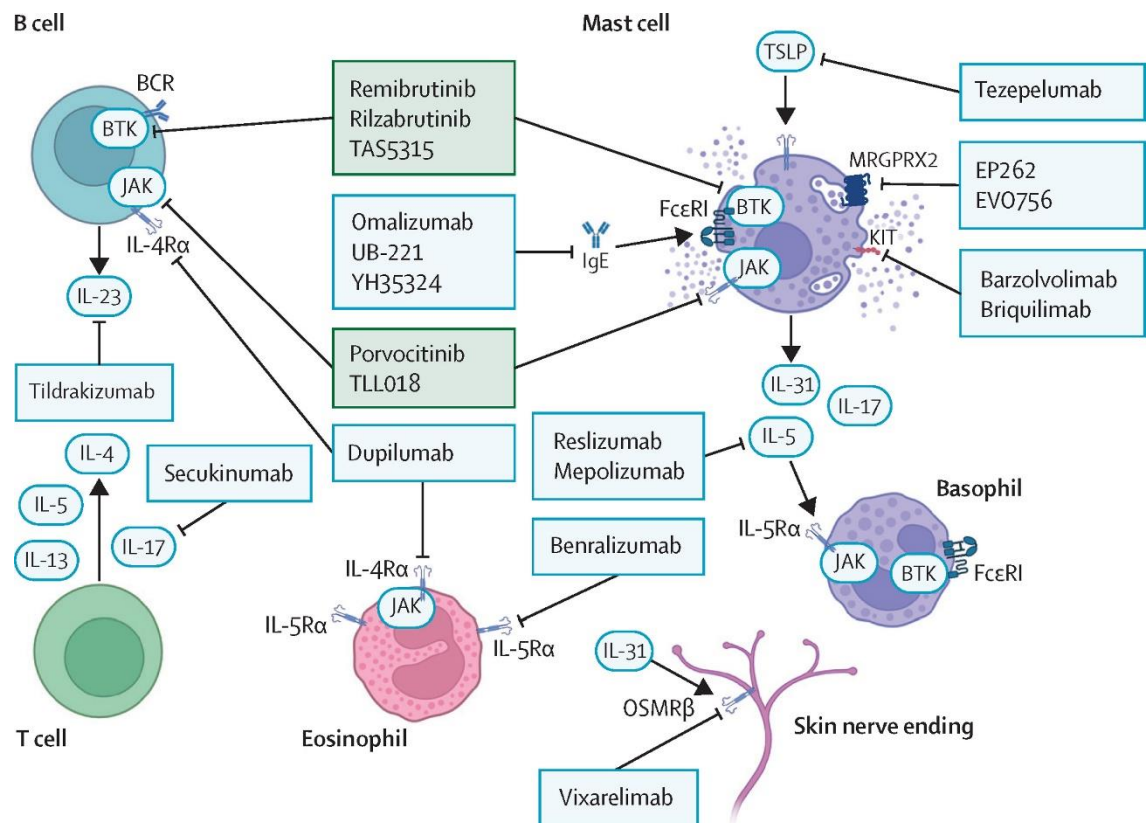 B cell
BCR
BTK
JAK
IL-4Rα
IL-23
Tildrakizumab
Remibrutinib
Rilzabrutinib
TAS5315
Omalizumab
UB-221
YH35324
IgE
Porvocitinib
TLL018
Dupilumab
Mast cell
TSLP
Tezepelumab
MRGPRX2
EP262
EVO756
FcεRI
BTK
JAK
KIT
Barzolvolimab
Briquilimab
IL-31
IL-17
IL-5
Reslizumab
Mepolizumab
Benralizumab
IL-4
IL-5
IL-13
IL-17
Secukinumab
T cell
IL-4Rα
JAK
IL-5Rα
IL-5Rα
Eosinophil
Basophil
IL-5Rα
JAK
BTK
FcεRI
IL-31
OSMRβ
Skin nerve ending
Vixarelimab